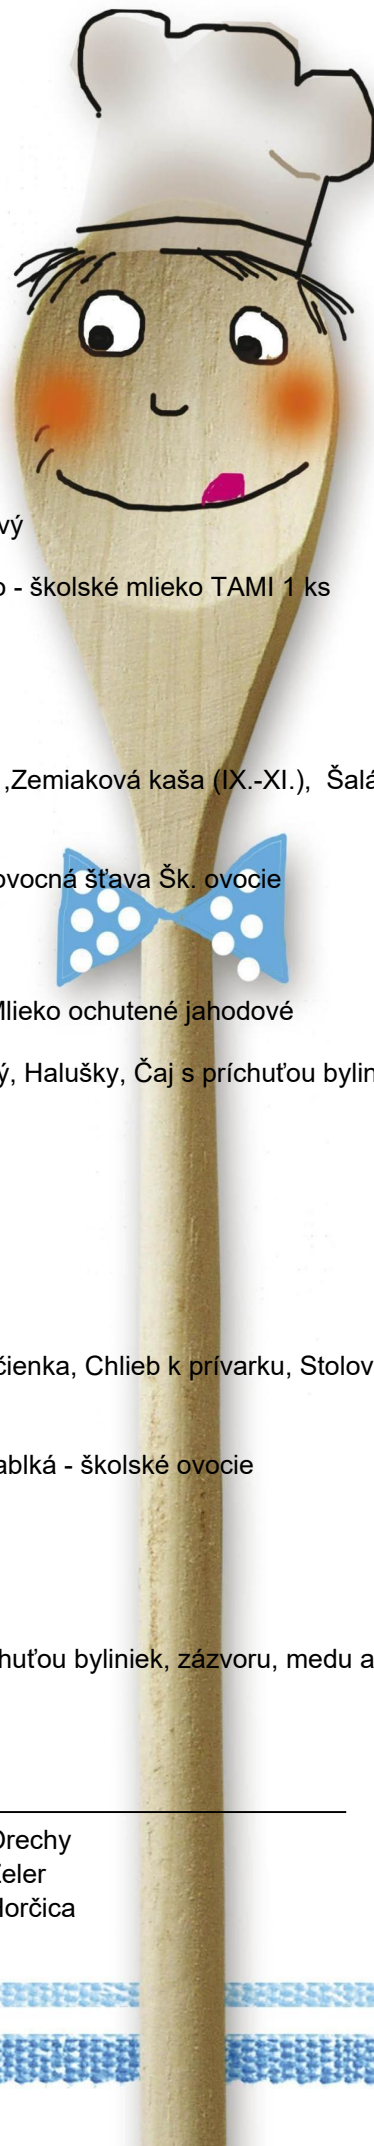 vý
o - školské mlieko TAMI 1 ks
,Zemiaková kaša (IX.-XI.), Šalá
ovocná šťava Šk. ovocie
Mlieko ochutené jahodové
ý, Halušky, Čaj s príchuťou bylin
čienka, Chlieb k prívarku, Stolov
ablká - školské ovocie
huťou byliniek, zázvoru, medu a
Orechy
Zeler
Horčica